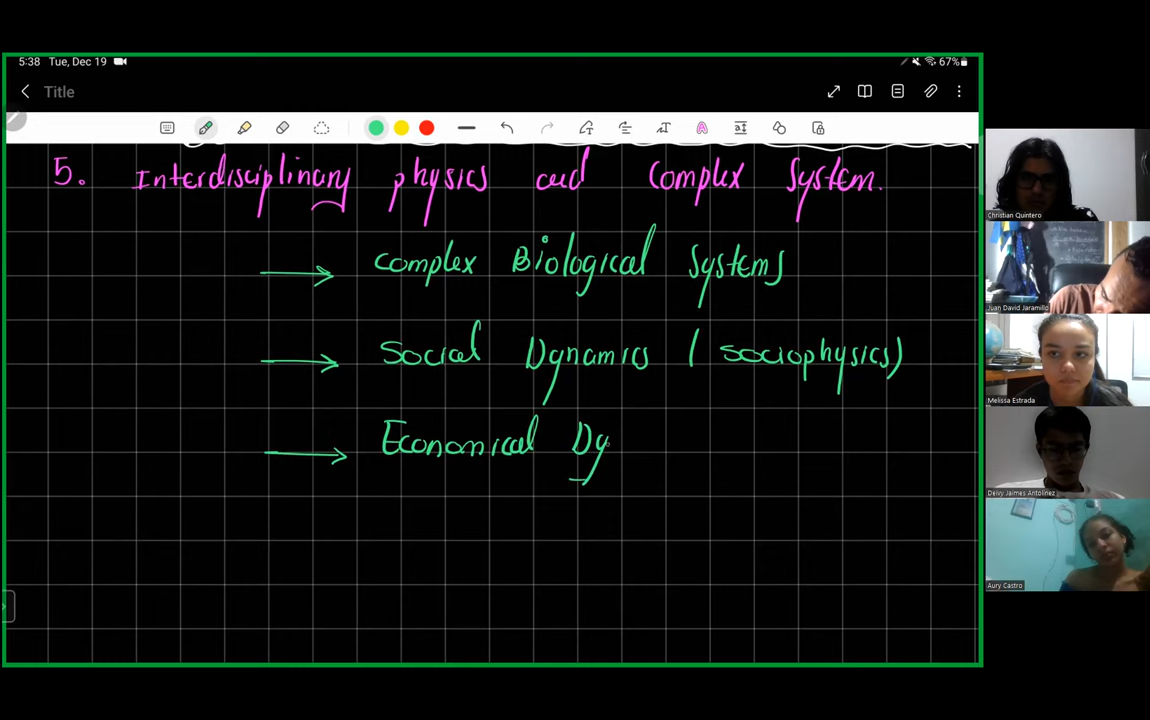 5:38 Tue, Dec 19 67%
Title
5. Interdisciplinary physics and Complex System.
→ Complex Biological Systems
→ Social Dynamics (sociophysics)
→ Economical Dy
Christian Quintero
Juan David Jaramillo
Melissa Estrada
Deivy Jaimes Antolinez
Aury Castro